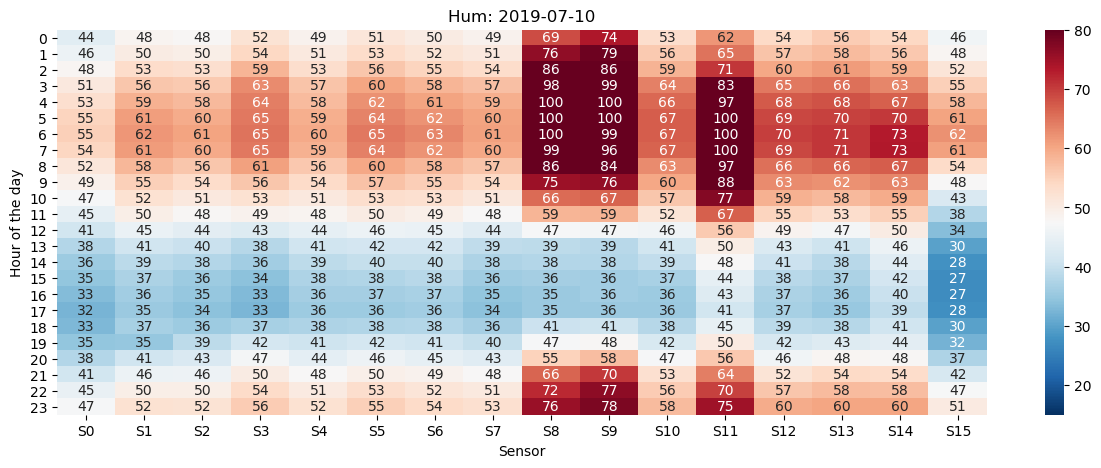 Hum: 2019-07-10
Hour of the day
0 44 48 48 52 49 51 50 49 69 74 53 62 54 56 54 46
1 46 50 50 54 51 53 52 51 76 79 56 65 57 58 56 48
2 48 53 53 59 53 56 55 54 86 86 59 71 60 61 59 52
3 51 56 56 63 57 60 58 57 98 99 64 83 65 66 63 55
4 53 59 58 64 58 62 61 59 100 100 66 97 68 68 67 58
5 55 61 60 65 59 64 62 60 100 100 67 100 69 70 70 61
6 55 62 61 65 60 65 63 61 100 99 67 100 70 71 73 62
7 54 61 60 65 59 64 62 60 99 96 67 100 69 71 73 61
8 52 58 56 61 56 60 58 57 86 84 63 97 66 66 67 54
9 49 55 54 56 54 57 55 54 75 76 60 88 63 62 63 48
10 47 52 51 53 51 53 53 51 66 67 57 77 59 58 59 43
11 45 50 48 49 48 50 49 48 59 59 52 67 55 53 55 38
12 41 45 44 43 44 46 45 44 47 47 46 56 49 47 50 34
13 38 41 40 38 41 42 42 39 39 39 41 50 43 41 46 30
14 36 39 38 36 39 40 40 38 38 38 39 48 41 38 44 28
15 35 37 36 34 38 38 38 36 36 36 37 44 38 37 42 27
16 33 36 35 33 36 37 37 35 35 36 36 43 37 36 40 27
17 32 35 34 33 36 36 36 34 35 36 36 41 37 35 39 28
18 33 37 36 37 38 38 38 36 41 41 38 45 39 38 41 30
19 35 35 39 42 41 42 41 40 47 48 42 50 42 43 44 32
20 38 41 43 47 44 46 45 43 55 58 47 56 46 48 48 37
21 41 46 46 50 48 50 49 48 66 70 53 64 52 54 54 42
22 45 50 50 54 51 53 52 51 72 77 56 70 57 58 58 47
23 47 52 52 56 52 55 54 53 76 78 58 75 60 60 60 51
S0 S1 S2 S3 S4 S5 S6 S7 S8 S9 S10 S11 S12 S13 S14 S15
Sensor
80
70
60
50
40
30
20